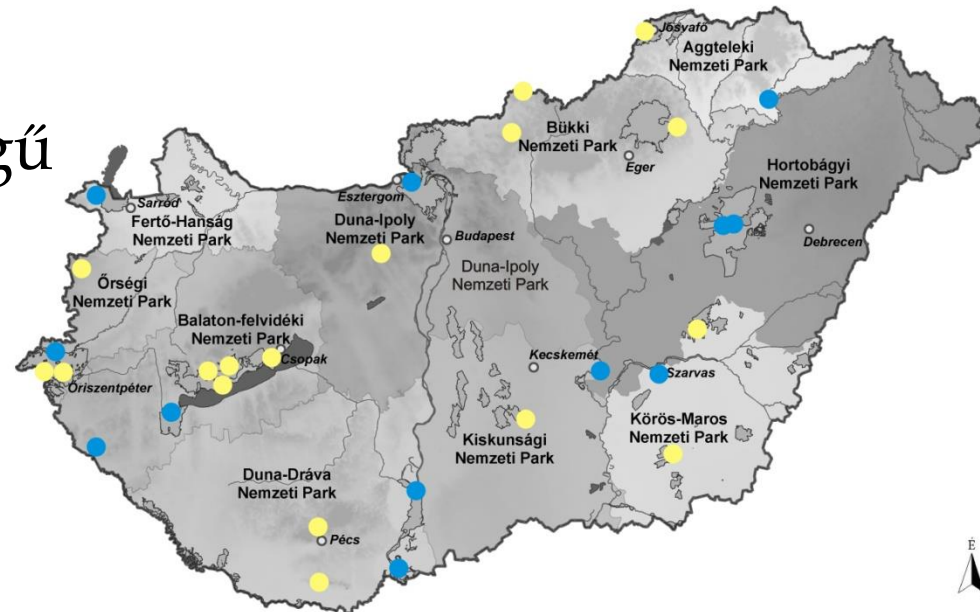 gű
Jósvafő
Aggteleki
Nemzeti Park
Bükki
Nemzeti Park
Eger
Hortobágyi
Nemzeti Park
Debrecen
Sarród
Fertő-Hanság
Nemzeti Park
Esztergom
Duna-Ipoly
Nemzeti Park
Budapest
Duna-Ipoly
Nemzeti Park
Őrségi
Nemzeti Park
Balaton-felvidéki
Nemzeti Park
Csopak
Őriszentpéter
Kecskemét
Szarvas
Kiskunsági
Nemzeti Park
Körös-Maros
Nemzeti Park
Duna-Dráva
Nemzeti Park
Pécs
É